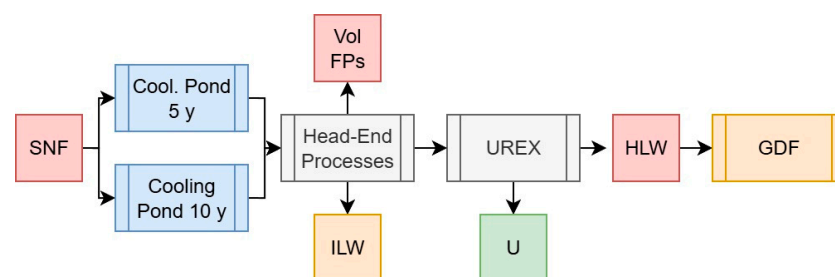 Vol
FPs
Cool. Pond
5 y
SNF
Head-End
Processes
UREX
HLW
GDF
Cooling
Pond 10 y
ILW
U